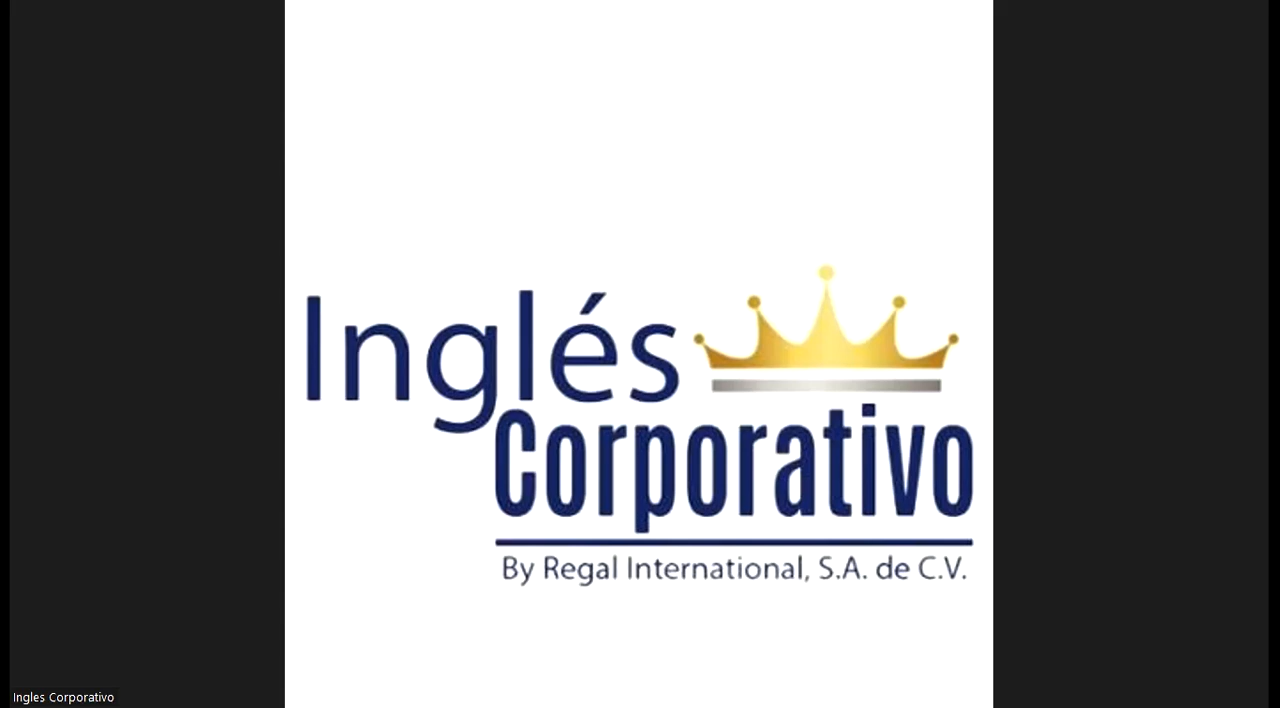 Inglés
Corporativo
By Regal International, S.A. de C.V.
Ingles Corporativo